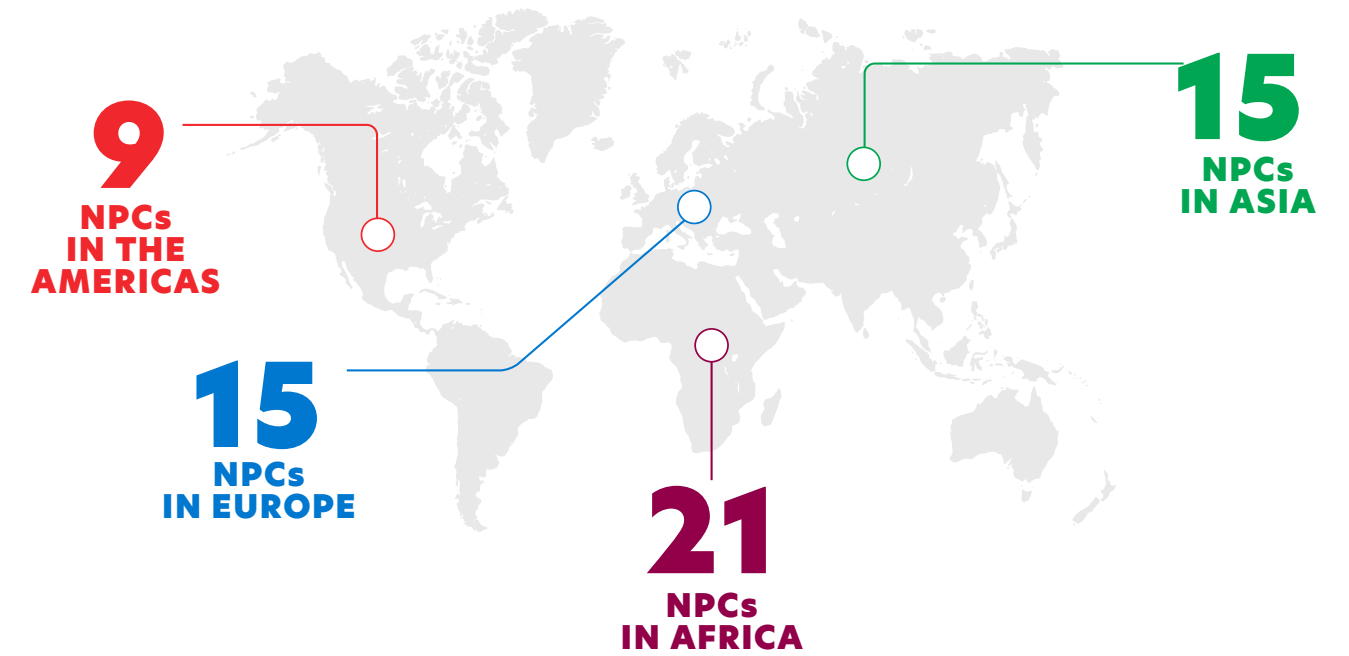 9
NPCs
IN THE
AMERICAS
15
NPCs
IN EUROPE
21
NPCs
IN AFRICA
15
NPCs
IN ASIA